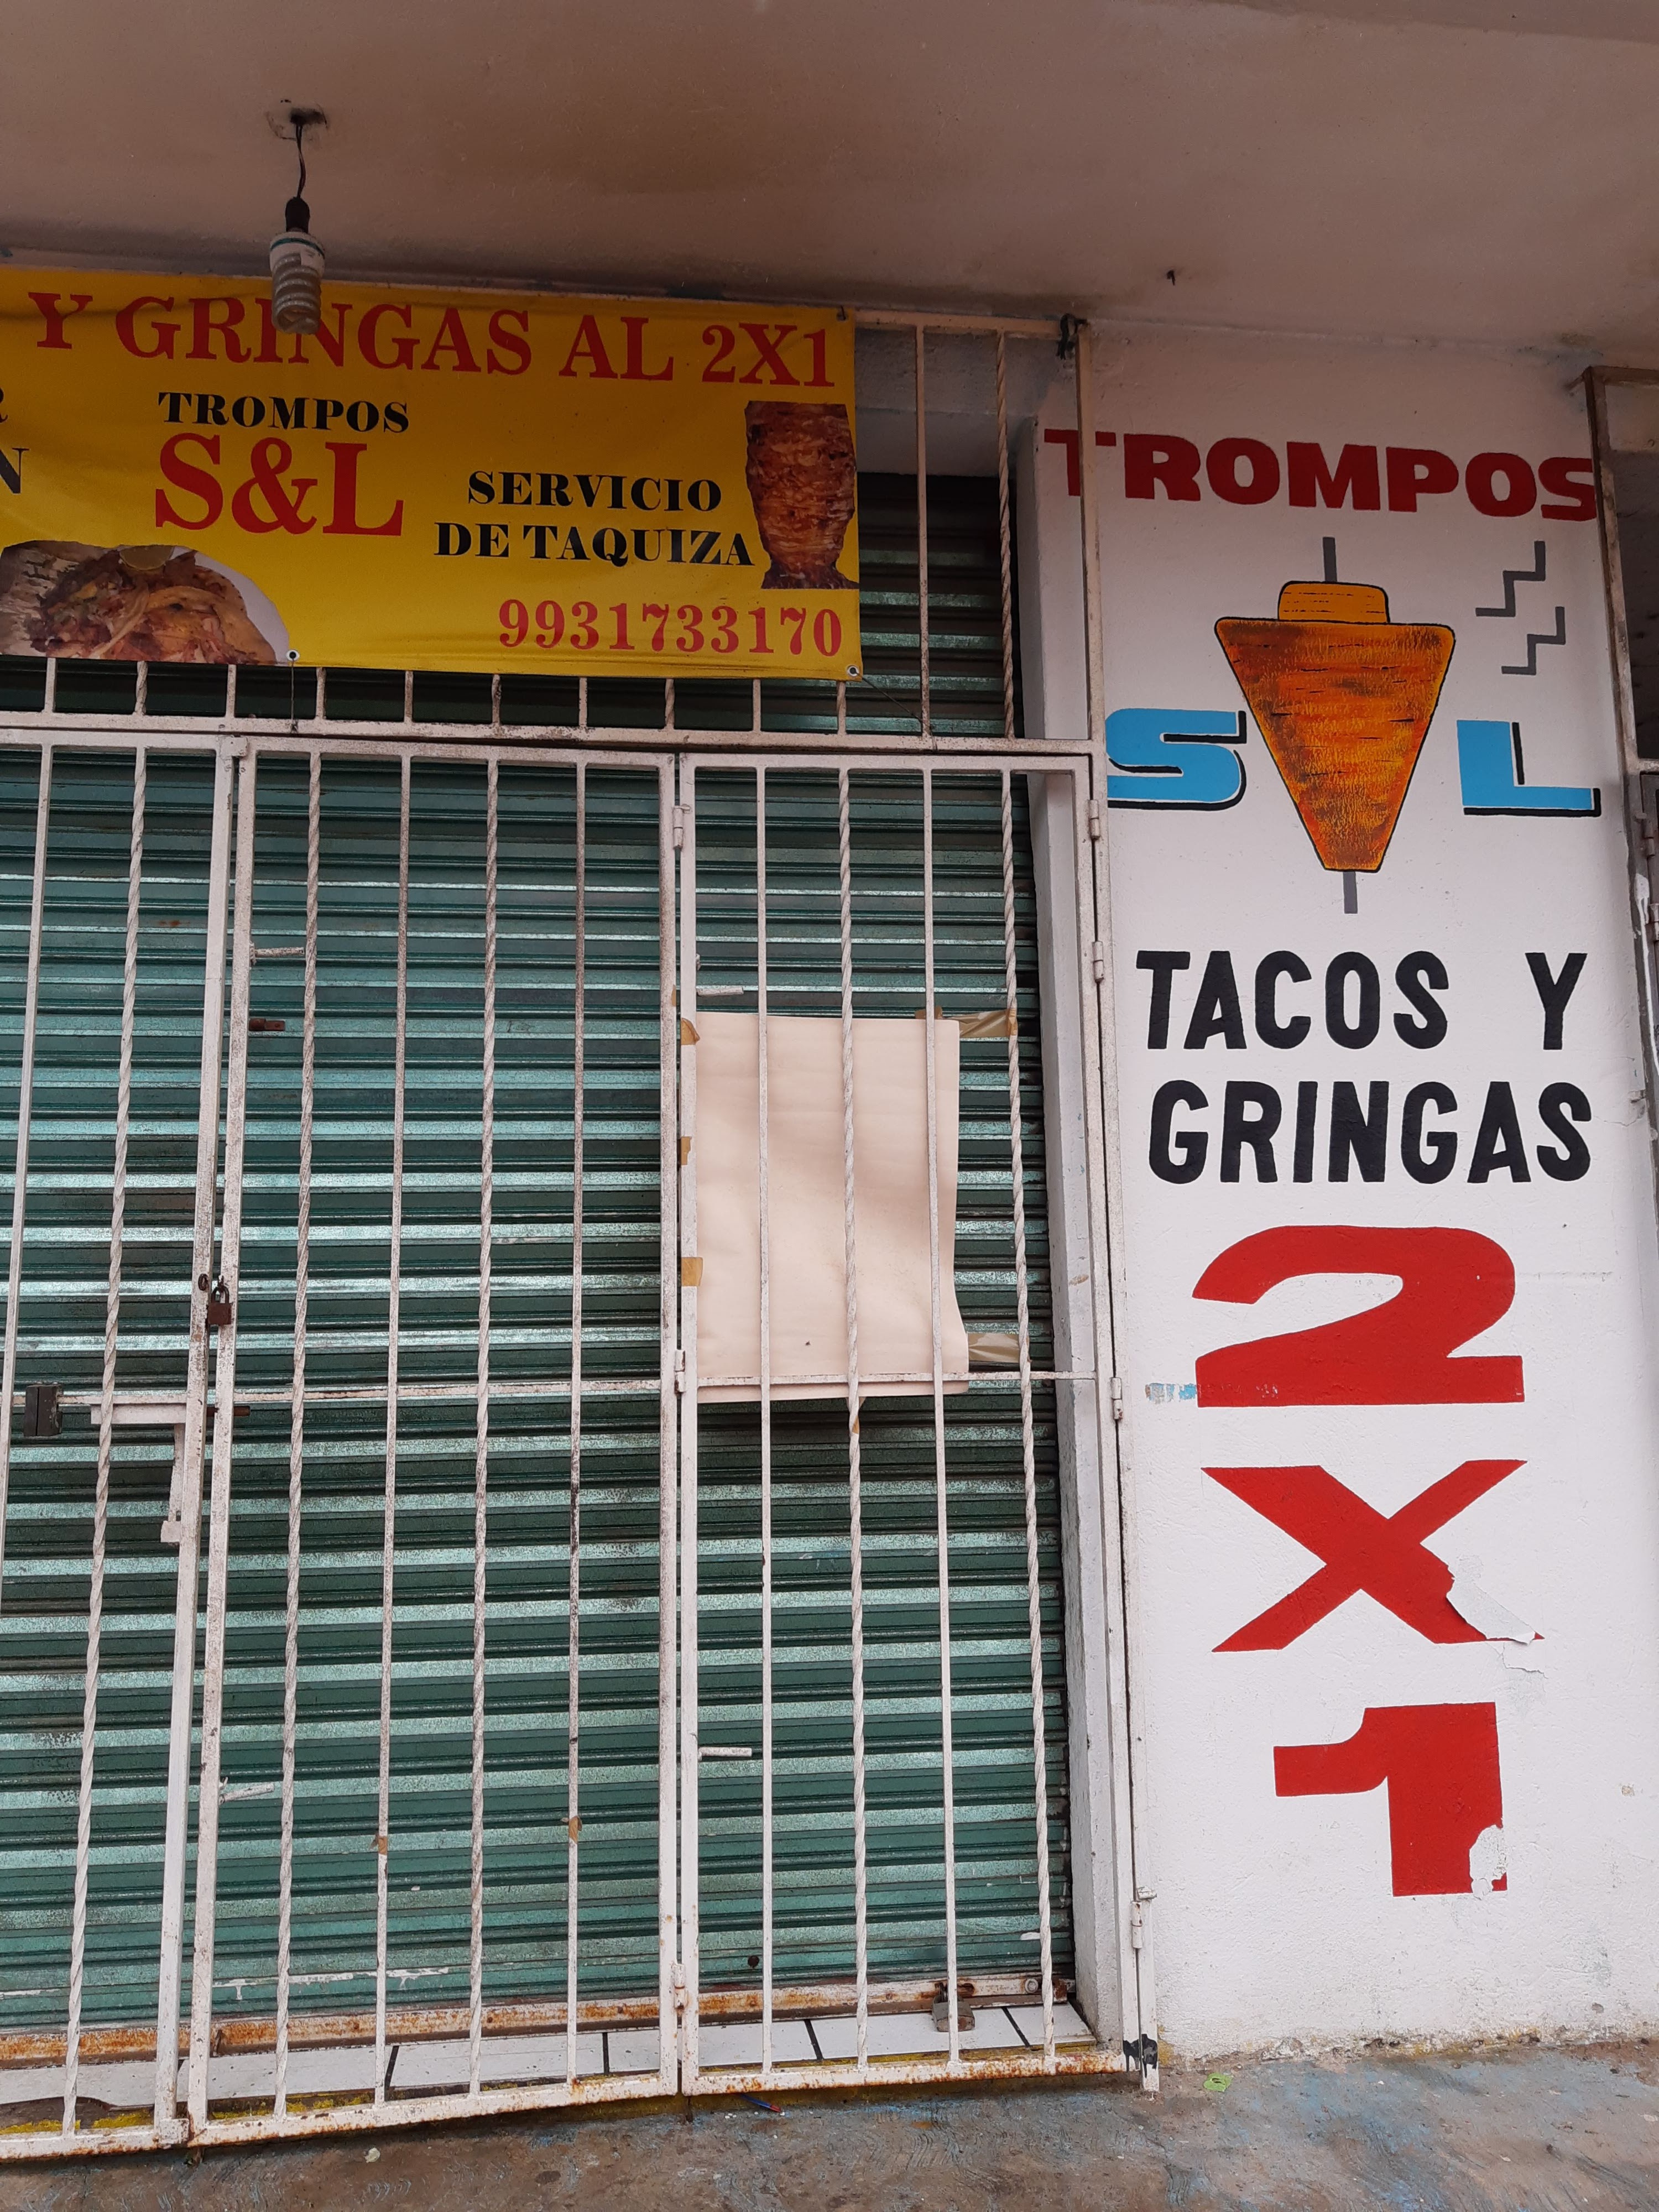 Y GRINGAS AL 2X1
TROMPOS
S&L
SERVICIO
DE TAQUIZA
9931733170
TROMPOS
S L
TACOS Y
GRINGAS
2
X
1